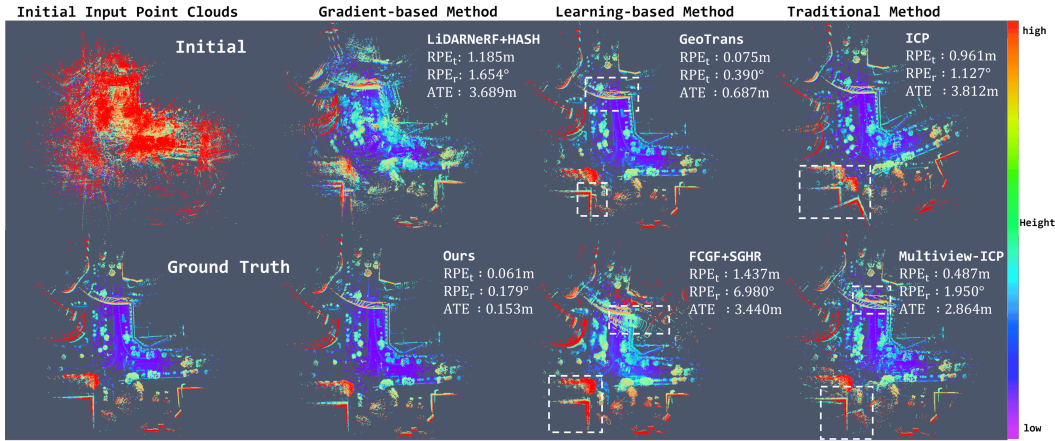 Initial Input Point Clouds
Gradient-based Method
Learning-based Method
Traditional Method
Initial
LiDARNeRF+HASH
RPEt : 1.185m
RPEr : 1.654°
ATE : 3.689m
GeoTrans
RPEt : 0.075m
RPEr : 0.390°
ATE : 0.687m
ICP
RPEt : 0.961m
RPEr : 1.127°
ATE : 3.812m
high
Height
low
Ground Truth
Ours
RPEt : 0.061m
RPEr : 0.179°
ATE : 0.153m
FCGF+SGHR
RPEt : 1.437m
RPEr : 6.980°
ATE : 3.440m
Multiview-ICP
RPEt : 0.487m
RPEr : 1.950°
ATE : 2.864m